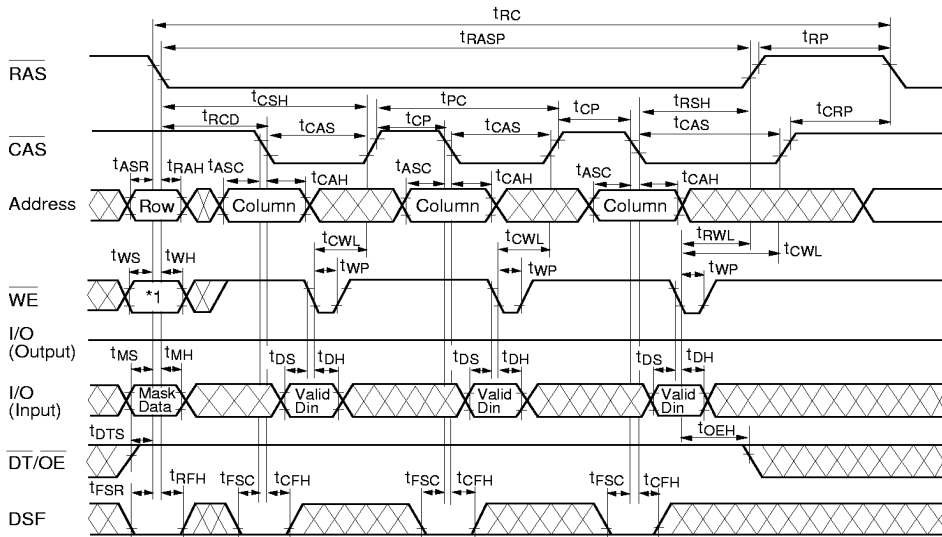 tRC
tRASP
tRP
RAS
tCSH
tPC
tRSH
tRCD
tCAS
tCP
tCAS
tCP
tCAS
tCRP
CAS
tASR
tRAH
tASC
tCAH
tASC
tCAH
tASC
tCAH
Address
Row
Column
Column
Column
tCWL
tCWL
tRWL
tCWL
tWS
tWH
tWP
tWP
tWP
WE
*1
I/O
(Output)
tMS
tMH
tDS
tDH
tDS
tDH
tDS
tDH
I/O
(Input)
Mask
Data
Valid
Din
Valid
Din
Valid
Din
tDTS
tOEH
DT/OE
tFSR
tRFH
tFSC
tCFH
tFSC
tCFH
tFSC
tCFH
DSF